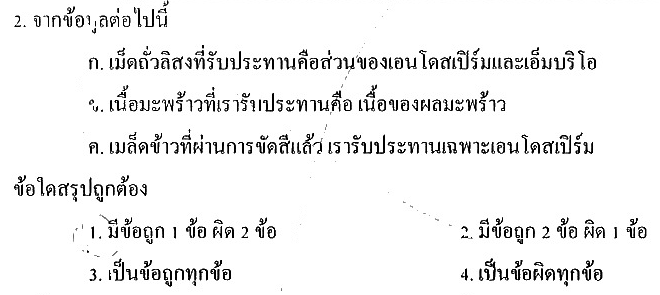 2. จากข้อมูลต่อไปนี้
ก. เม็ดถั่วลิสงที่รับประทานคือส่วนของเอนโดสเปิร์มและเอ็มบริโอ
ข. เนื้อมะพร้าวที่เรารับประทานคือ เนื้อของผลมะพร้าว
ค. เมล็ดข้าวที่ผ่านการขัดสีแล้ว เรารับประทานเฉพาะเอนโดสเปิร์ม
ข้อใดสรุปถูกต้อง
1. มีข้อถูก 1 ข้อ ผิด 2 ข้อ 2. มีข้อถูก 2 ข้อ ผิด 1 ข้อ
3. เป็นข้อถูกทุกข้อ 4. เป็นข้อผิดทุกข้อ